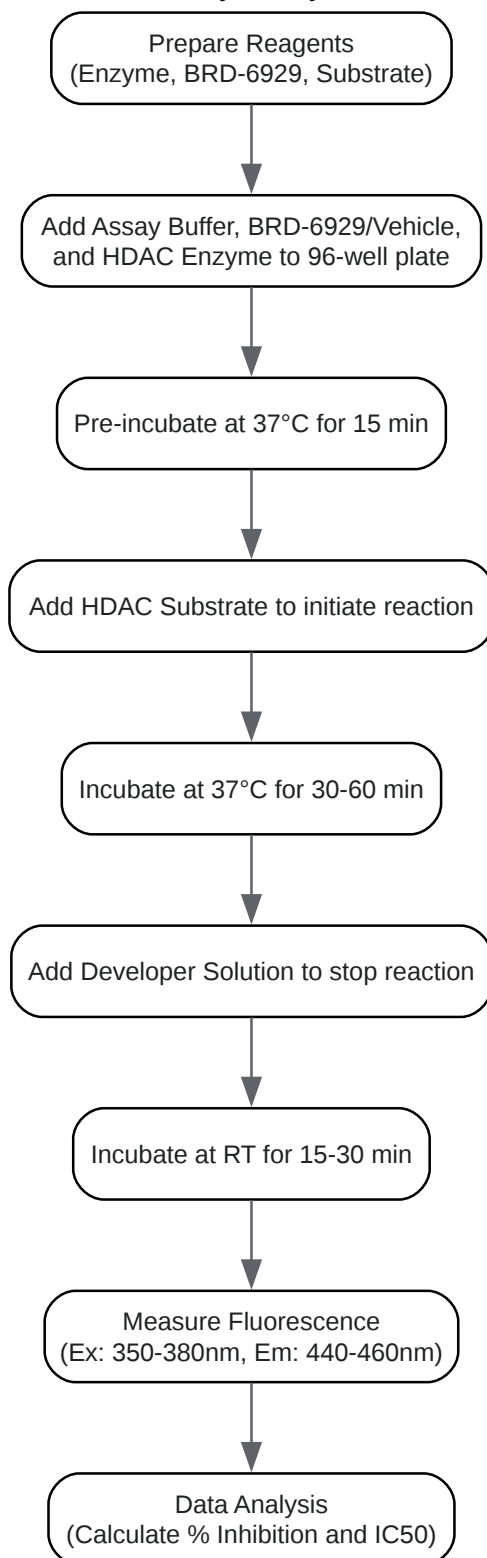 Prepare Reagents
(Enzyme, BRD-6929, Substrate)
Add Assay Buffer, BRD-6929/Vehicle,
and HDAC Enzyme to 96-well plate
Pre-incubate at 37°C for 15 min
Add HDAC Substrate to initiate reaction
Incubate at 37°C for 30-60 min
Add Developer Solution to stop reaction
Incubate at RT for 15-30 min
Measure Fluorescence
(Ex: 350-380nm, Em: 440-460nm)
Data Analysis
(Calculate % Inhibition and IC50)